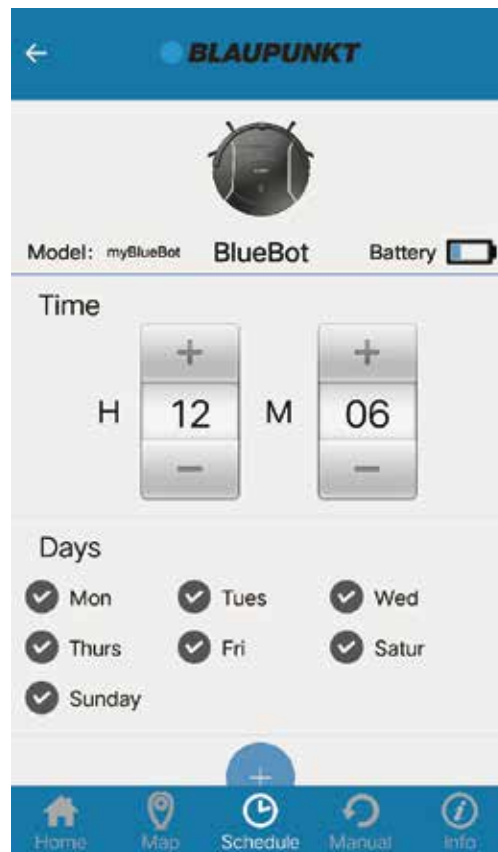 BLAUPUNKT
Model: myBlueBot BlueBot Battery
Time
+ +
H 12 M 06
− −
Days
Mon Tues Wed
Thurs Fri Satur
Sunday
+
Home Map Schedule Manual Info